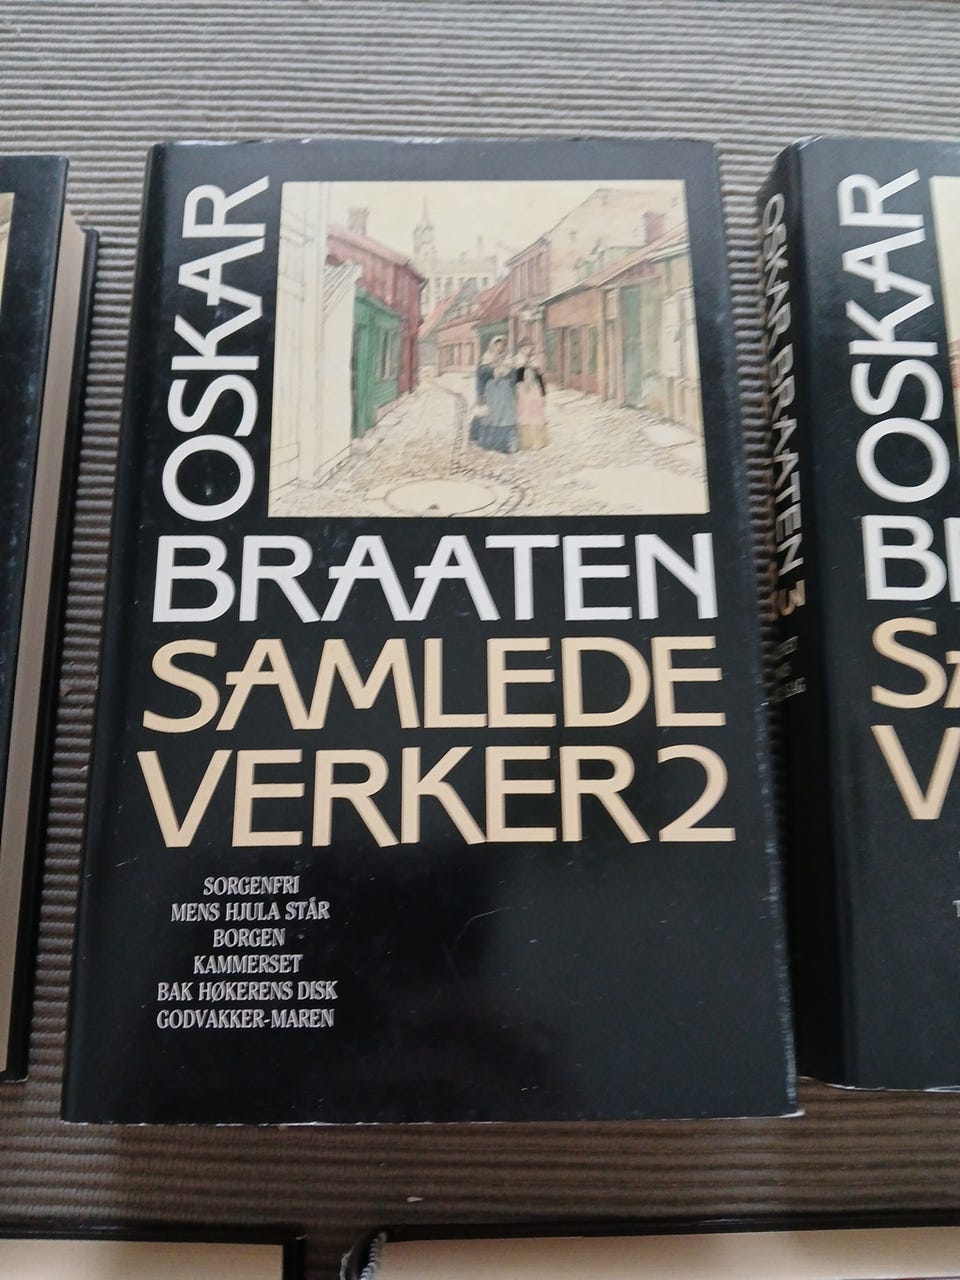 OSKAR
BRAATEN
SAMLEDE
VERKER 2
SORGENFRI
MENS HJULA STÅR
BORGEN
KAMMERSET
BAK HØKERENS DISK
GODVAKKER-MAREN
OSKAR BRAATEN 3
OSKAR